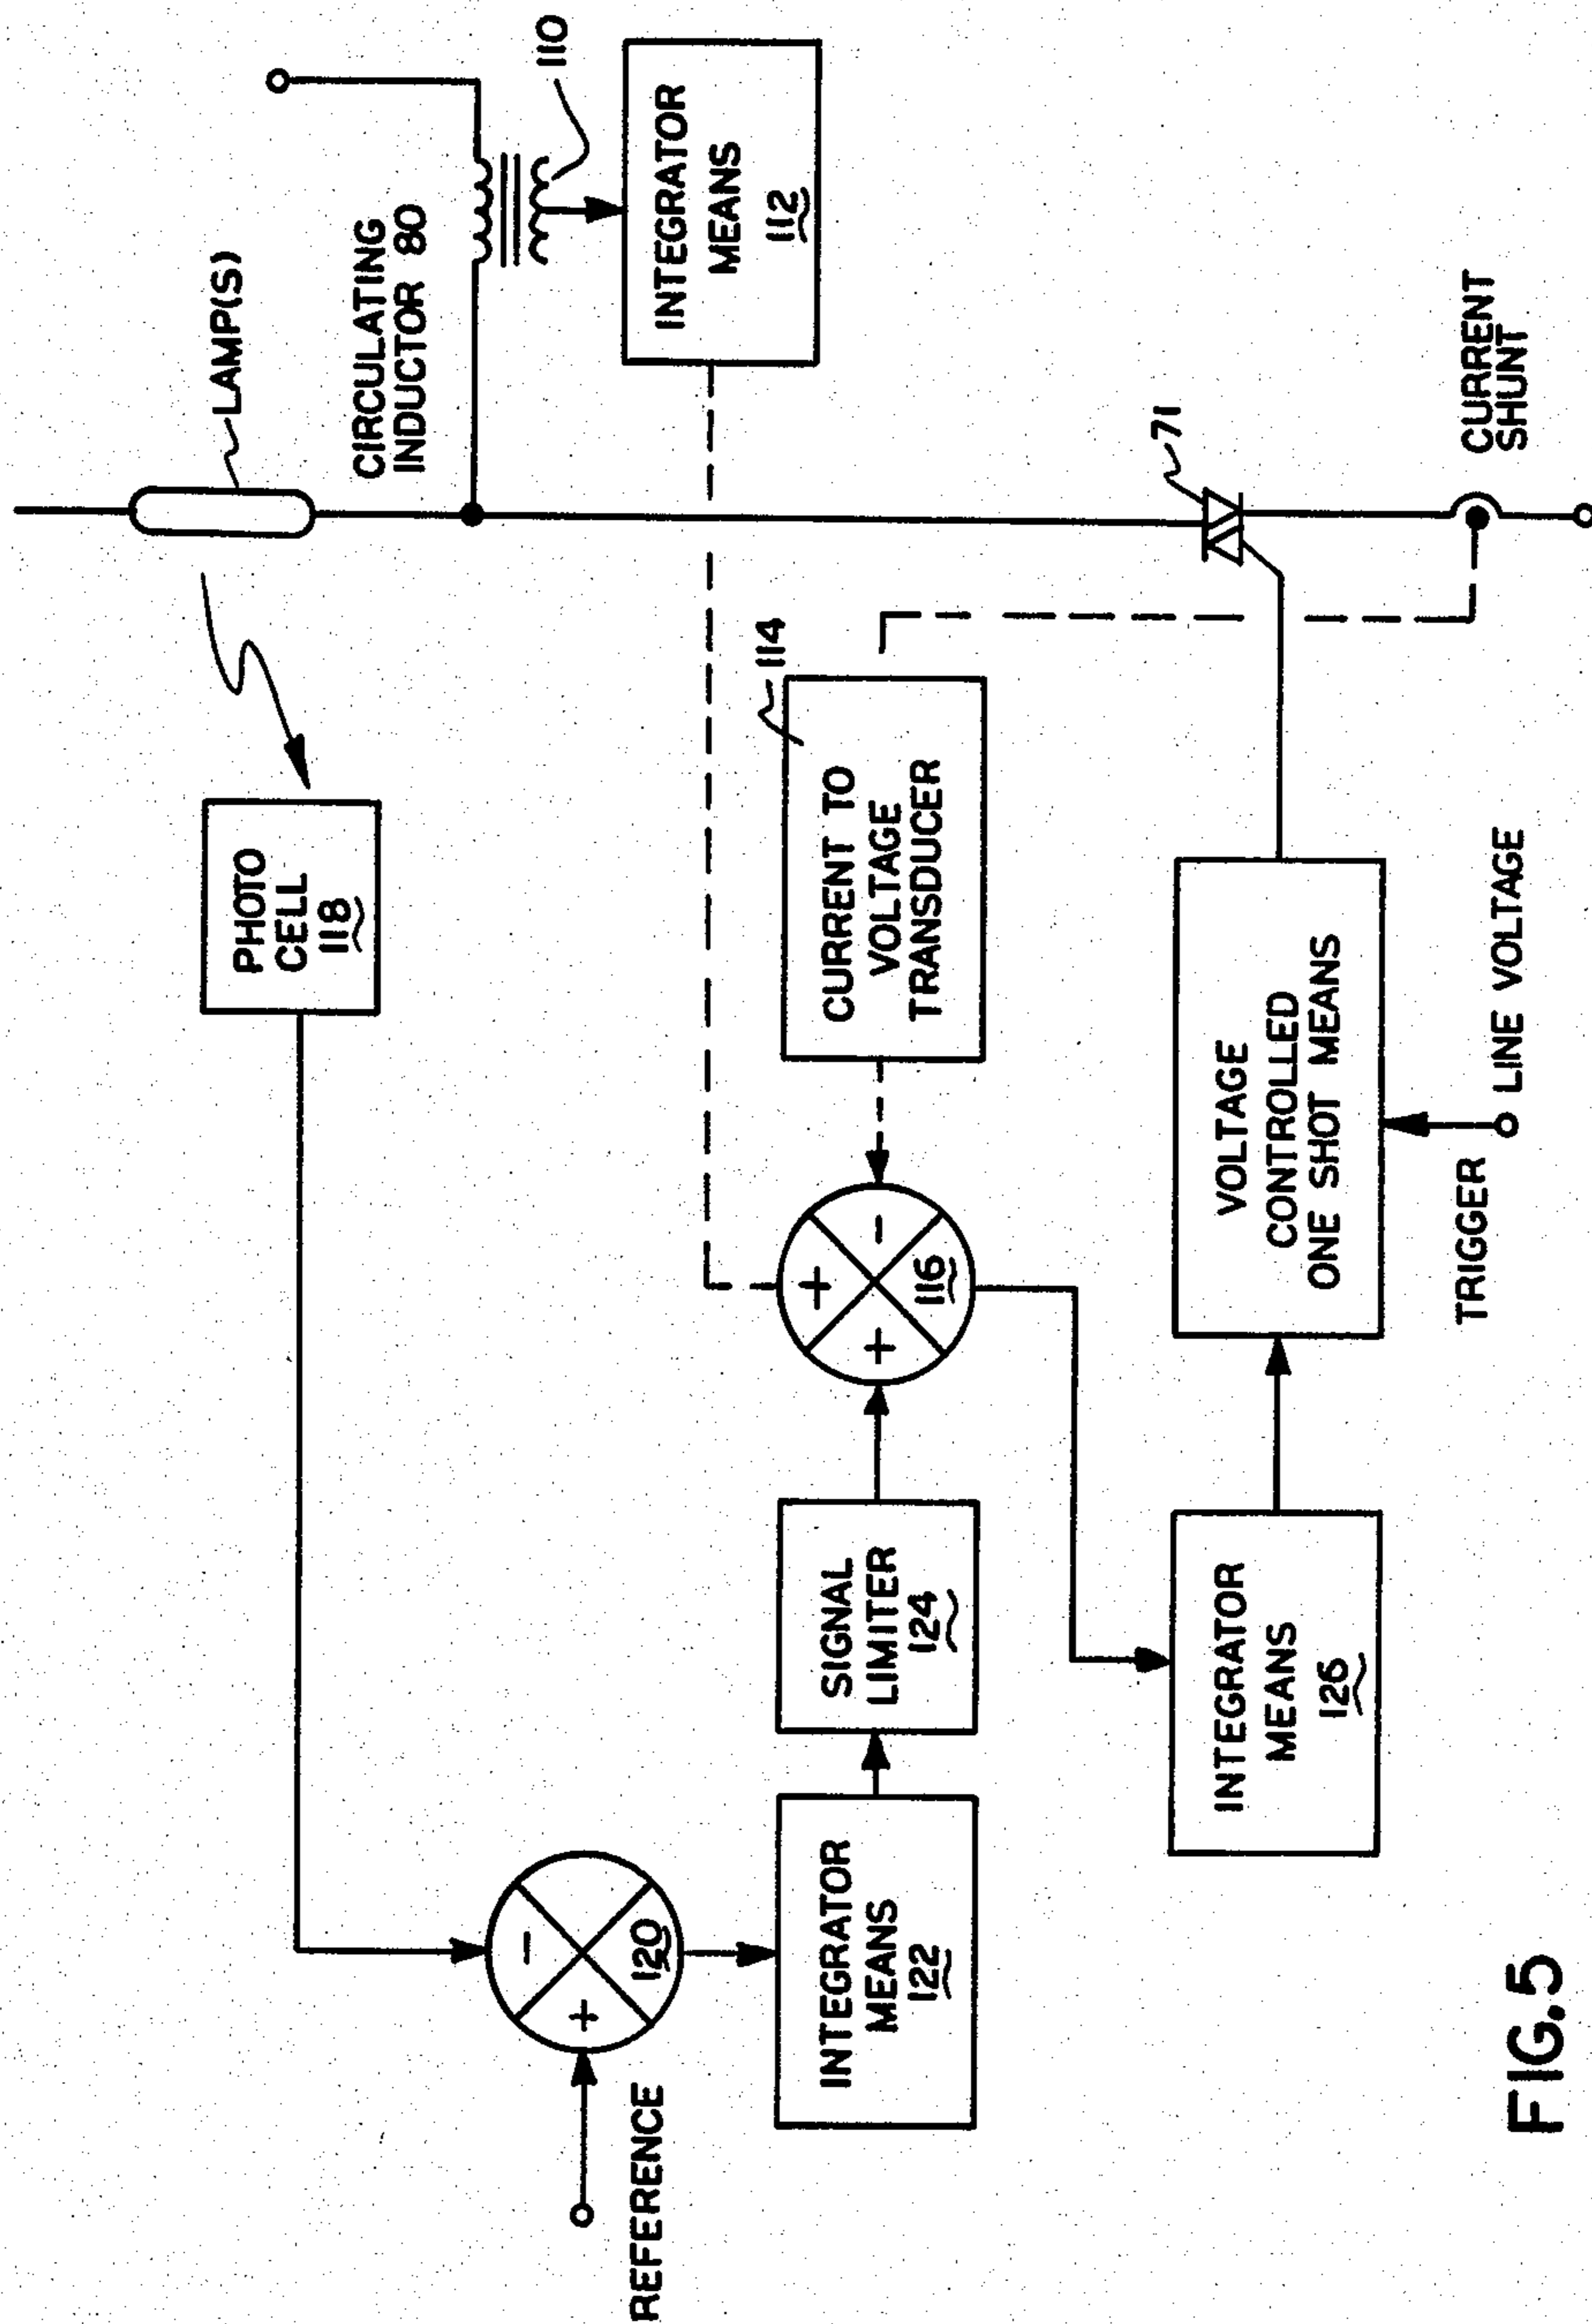 LAMP(S)
CIRCULATING
INDUCTOR 80
110
INTEGRATOR
MEANS
112
PHOTO
CELL
118
114
CURRENT TO
VOLTAGE
TRANSDUCER
71
CURRENT
SHUNT
-
+
120
REFERENCE
INTEGRATOR
MEANS
122
SIGNAL
LIMITER
124
+
+
-
116
INTEGRATOR
MEANS
126
VOLTAGE
CONTROLLED
ONE SHOT MEANS
TRIGGER
LINE VOLTAGE
FIG.5